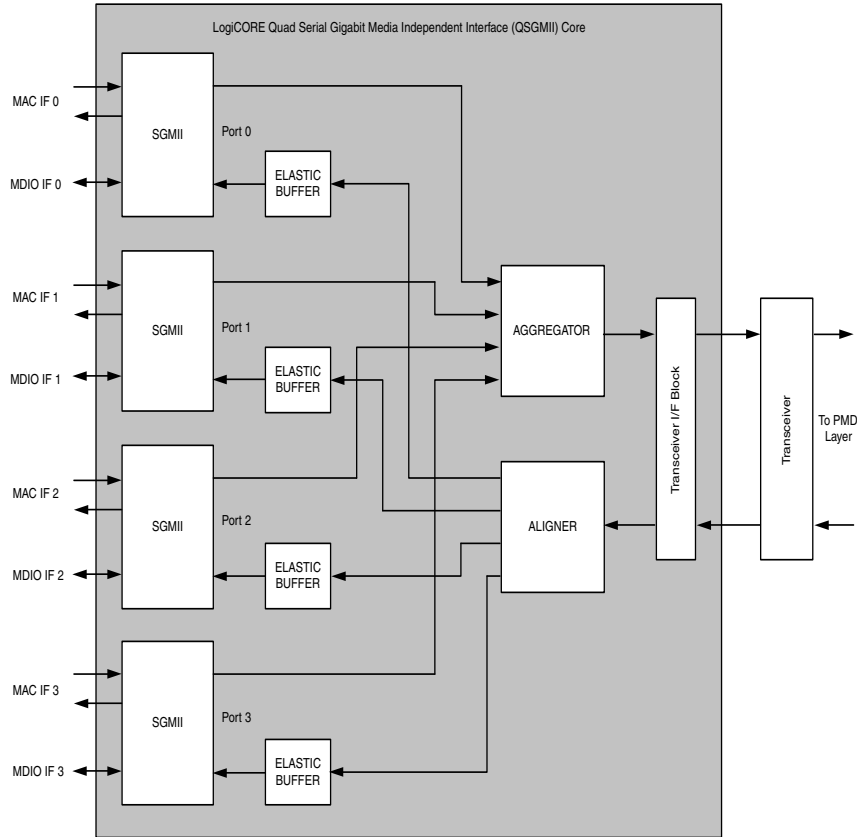 LogiCORE Quad Serial Gigabit Media Independent Interface (QSGMII) Core
MAC IF 0
SGMII
Port 0
MDIO IF 0
ELASTIC
BUFFER
MAC IF 1
SGMII
Port 1
MDIO IF 1
ELASTIC
BUFFER
AGGREGATOR
Transceiver I/F Block
Transceiver
To PMD
Layer
MAC IF 2
SGMII
Port 2
MDIO IF 2
ELASTIC
BUFFER
ALIGNER
MAC IF 3
SGMII
Port 3
MDIO IF 3
ELASTIC
BUFFER